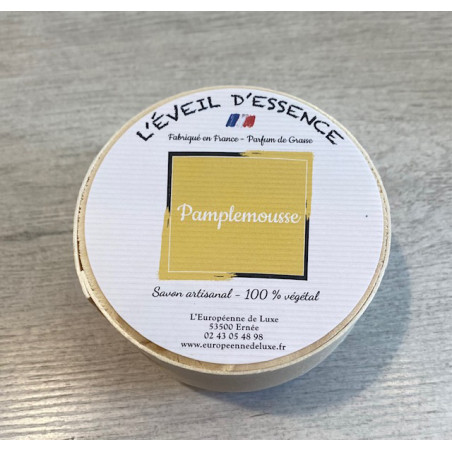 L'ÉVEIL D'ESSENCE
Fabriqué en France - Parfum de Grasse
Pamplemousse
Savon artisanal - 100 % végétal
L'Européenne de Luxe
53500 Ernée
02 43 05 48 98
www.europeennedeluxe.fr